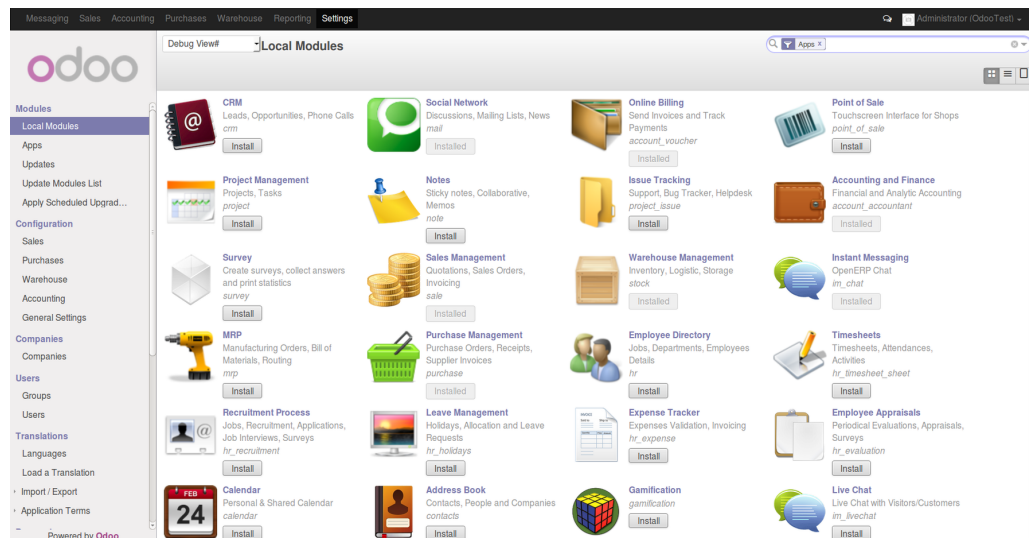 Messaging Sales Accounting Purchases Warehouse Reporting Settings
Administrator (OdooTest)
odoo
Debug View#
Local Modules
Apps x
Modules
Local Modules
Apps
Updates
Update Modules List
Apply Scheduled Upgrad...
Configuration
Sales
Purchases
Warehouse
Accounting
General Settings
Companies
Companies
Users
Groups
Users
Translations
Languages
Load a Translation
Import / Export
Application Terms
Powered by Odoo
CRM
Leads, Opportunities, Phone Calls
crm
Install
Social Network
Discussions, Mailing Lists, News
mail
Installed
Online Billing
Send Invoices and Track
Payments
account_voucher
Installed
Point of Sale
Touchscreen Interface for Shops
point_of_sale
Install
Project Management
Projects, Tasks
project
Install
Notes
Sticky notes, Collaborative,
Memos
note
Install
Issue Tracking
Support, Bug Tracker, Helpdesk
project_issue
Install
Accounting and Finance
Financial and Analytic Accounting
account_accountant
Installed
Survey
Create surveys, collect answers
and print statistics
survey
Install
Sales Management
Quotations, Sales Orders,
Invoicing
sale
Installed
Warehouse Management
Inventory, Logistic, Storage
stock
Installed
Instant Messaging
OpenERP Chat
im_chat
Installed
MRP
Manufacturing Orders, Bill of
Materials, Routing
mrp
Install
Purchase Management
Purchase Orders, Receipts,
Supplier Invoices
purchase
Installed
Employee Directory
Jobs, Departments, Employees
Details
hr
Install
Timesheets
Timesheets, Attendances,
Activities
hr_timesheet_sheet
Install
Recruitment Process
Jobs, Recruitment, Applications,
Job Interviews, Surveys
hr_recruitment
Install
Leave Management
Holidays, Allocation and Leave
Requests
hr_holidays
Install
Expense Tracker
Expenses Validation, Invoicing
hr_expense
Install
Employee Appraisals
Periodical Evaluations, Appraisals,
Surveys
hr_evaluation
Install
FEB
24
Calendar
Personal & Shared Calendar
calendar
Install
Address Book
Contacts, People and Companies
contacts
Install
Gamification
gamification
Install
Live Chat
Live Chat with Visitors/Customers
im_livechat
Install